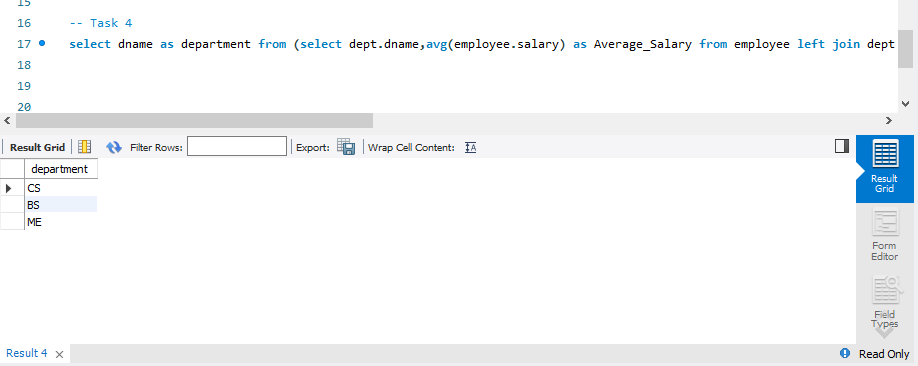 15
16 -- Task 4
17 select dname as department from (select dept.dname,avg(employee.salary) as Average_Salary from employee left join dept
18
19
20
Result Grid Filter Rows: Export: Wrap Cell Content: IA
department
CS
BS
ME
Result
Grid
Form
Editor
Field
Types
Result 4 × Read Only